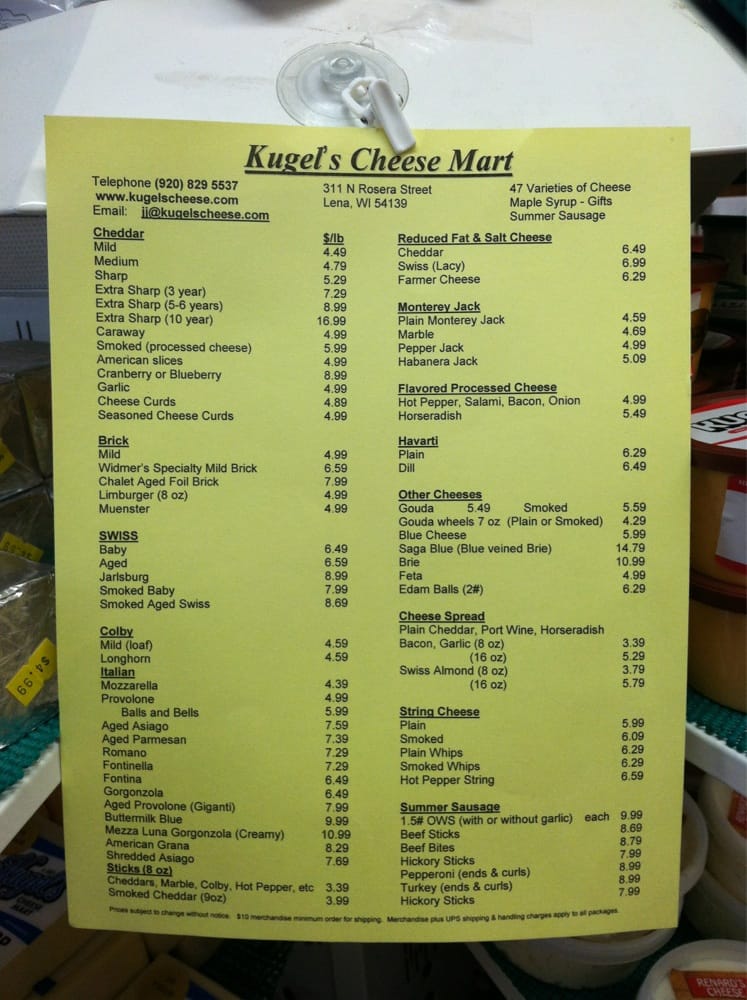 Kugel's Cheese Mart
Telephone (920) 829 5537
www.kugelscheese.com
Email: jj@kugelscheese.com
311 N Rosera Street
Lena, WI 54139
47 Varieties of Cheese
Maple Syrup - Gifts
Summer Sausage
Cheddar $/lb
Mild 4.49
Medium 4.79
Sharp 5.29
Extra Sharp (3 year) 7.29
Extra Sharp (5-6 years) 8.99
Extra Sharp (10 year) 16.99
Caraway 4.99
Smoked (processed cheese) 5.99
American slices 4.99
Cranberry or Blueberry 8.99
Garlic 4.99
Cheese Curds 4.89
Seasoned Cheese Curds 4.99
Brick
Mild 4.99
Widmer's Specialty Mild Brick 6.59
Chalet Aged Foil Brick 7.99
Limburger (8 oz) 4.99
Muenster 4.99
SWISS
Baby 6.49
Aged 6.59
Jarlsburg 8.99
Smoked Baby 7.99
Smoked Aged Swiss 8.69
Colby
Mild (loaf) 4.59
Longhorn 4.59
Italian
Mozzarella 4.39
Provolone 4.99
Balls and Bells 5.99
Aged Asiago 7.59
Aged Parmesan 7.39
Romano 7.29
Fontinella 7.29
Fontina 6.49
Gorgonzola 6.49
Aged Provolone (Giganti) 7.99
Buttermilk Blue 9.99
Mezza Luna Gorgonzola (Creamy) 10.99
American Grana 8.29
Shredded Asiago 7.69
Sticks (8 oz)
Cheddars, Marble, Colby, Hot Pepper, etc 3.39
Smoked Cheddar (9oz) 3.99
Reduced Fat & Salt Cheese
Cheddar 6.49
Swiss (Lacy) 6.99
Farmer Cheese 6.29
Monterey Jack
Plain Monterey Jack 4.59
Marble 4.69
Pepper Jack 4.99
Habanera Jack 5.09
Flavored Processed Cheese
Hot Pepper, Salami, Bacon, Onion 4.99
Horseradish 5.49
Havarti
Plain 6.29
Dill 6.49
Other Cheeses
Gouda 5.49 Smoked 5.59
Gouda wheels 7 oz (Plain or Smoked) 4.29
Blue Cheese 5.99
Saga Blue (Blue veined Brie) 14.79
Brie 10.99
Feta 4.99
Edam Balls (2#) 6.29
Cheese Spread
Plain Cheddar, Port Wine, Horseradish
Bacon, Garlic (8 oz) 3.39
(16 oz) 5.29
Swiss Almond (8 oz) 3.79
(16 oz) 5.79
String Cheese
Plain 5.99
Smoked 6.09
Plain Whips 6.29
Smoked Whips 6.29
Hot Pepper String 6.59
Summer Sausage
1.5# OWS (with or without garlic) each 9.99
Beef Sticks 8.69
Beef Bites 8.79
Hickory Sticks 7.99
Pepperoni (ends & curls) 8.99
Turkey (ends & curls) 8.99
Hickory Sticks 7.99
Prices subject to change without notice. $10 merchandise minimum order for shipping. Merchandise plus UPS shipping & handling charges apply to all packages.
$4.99
RENARD'S
CHEESE